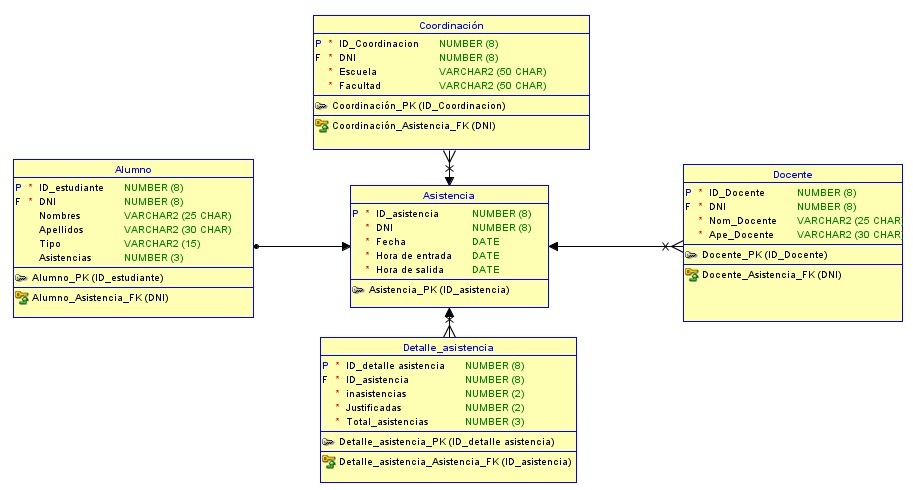 Coordinación
P * ID_Coordinacion NUMBER (8)
F * DNI NUMBER (8)
* Escuela VARCHAR2 (50 CHAR)
* Facultad VARCHAR2 (50 CHAR)
Coordinación_PK (ID_Coordinacion)
Coordinación_Asistencia_FK (DNI)
Alumno
P * ID_estudiante NUMBER (8)
F * DNI NUMBER (8)
Nombres VARCHAR2 (25 CHAR)
Apellidos VARCHAR2 (30 CHAR)
Tipo VARCHAR2 (15)
Asistencias NUMBER (3)
Alumno_PK (ID_estudiante)
Alumno_Asistencia_FK (DNI)
Asistencia
P * ID_asistencia NUMBER (8)
* DNI NUMBER (8)
* Fecha DATE
* Hora de entrada DATE
* Hora de salida DATE
Asistencia_PK (ID_asistencia)
Docente
P * ID_Docente NUMBER (8)
F * DNI NUMBER (8)
* Nom_Docente VARCHAR2 (25 CHAR
* Ape_Docente VARCHAR2 (30 CHAR
Docente_PK (ID_Docente)
Docente_Asistencia_FK (DNI)
Detalle_asistencia
P * ID_detalle asistencia NUMBER (8)
F * ID_asistencia NUMBER (8)
* inasistencias NUMBER (2)
* Justificadas NUMBER (2)
* Total_asistencias NUMBER (3)
Detalle_asistencia_PK (ID_detalle asistencia)
Detalle_asistencia_Asistencia_FK (ID_asistencia)